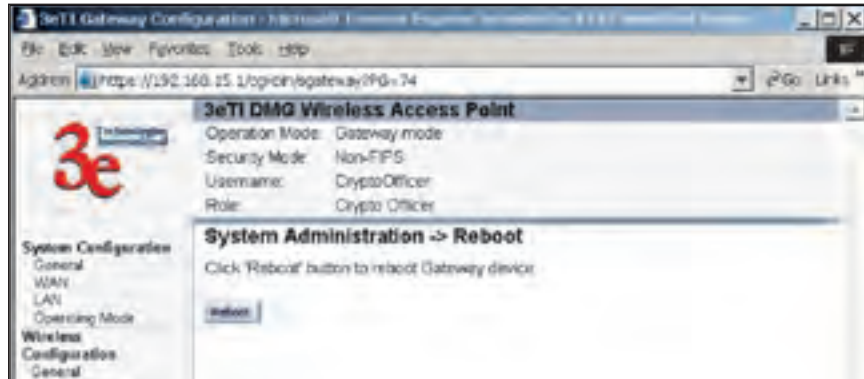 3eTI Gateway Configuration - Microsoft Internet Explorer
File Edit View Favorites Tools Help
Address https://192.168.15.1/cgi-bin/sgateway?PG=74 Go Links
3e
3eTI DMG Wireless Access Point
Operation Mode: Gateway mode
Security Mode: Non-FIPS
Username: CryptoOfficer
Role: Crypto Officer
System Administration -> Reboot
Click 'Reboot' button to reboot Gateway device
Reboot
System Configuration
General
WAN
LAN
Operating Mode
Wireless
Configuration
General